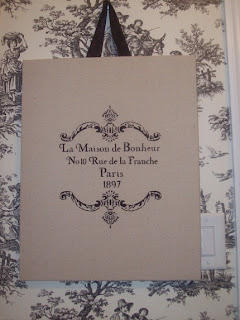 La Maison de Bonheur
No10 Rue de la Franche
Paris
1897